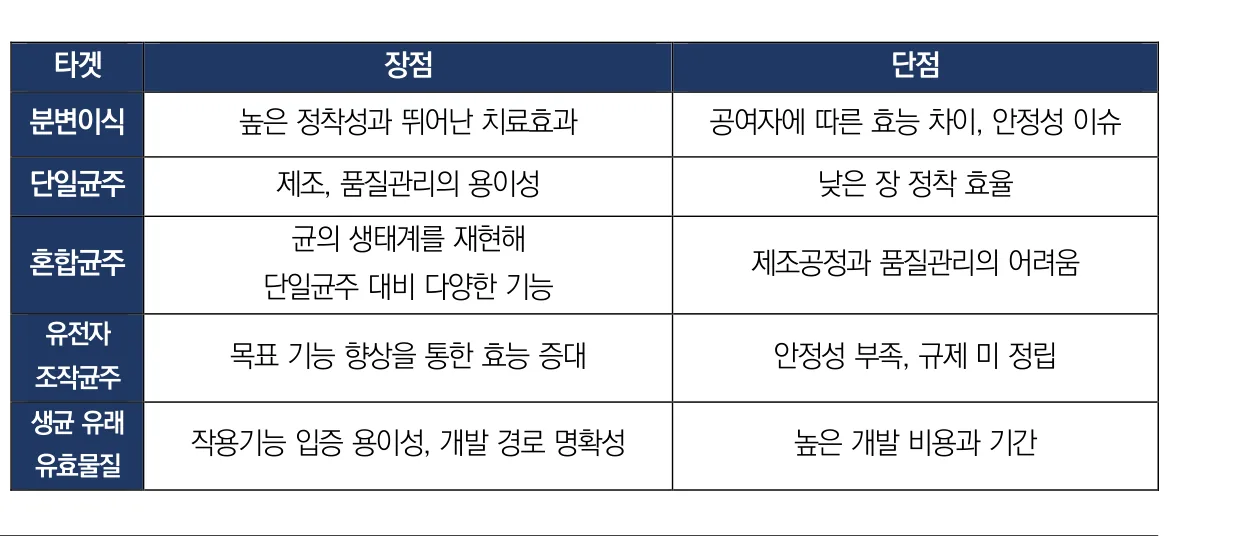 타겟 장점 단점
분변이식 높은 정착성과 뛰어난 치료효과 공여자에 따른 효능 차이, 안정성 이슈
단일균주 제조, 품질관리의 용이성 낮은 장 정착 효율
혼합균주 균의 생태계를 재현해
단일균주 대비 다양한 기능 제조공정과 품질관리의 어려움
유전자
조작균주 목표 기능 향상을 통한 효능 증대 안정성 부족, 규제 미 정립
생균 유래
유효물질 작용기능 입증 용이성, 개발 경로 명확성 높은 개발 비용과 기간